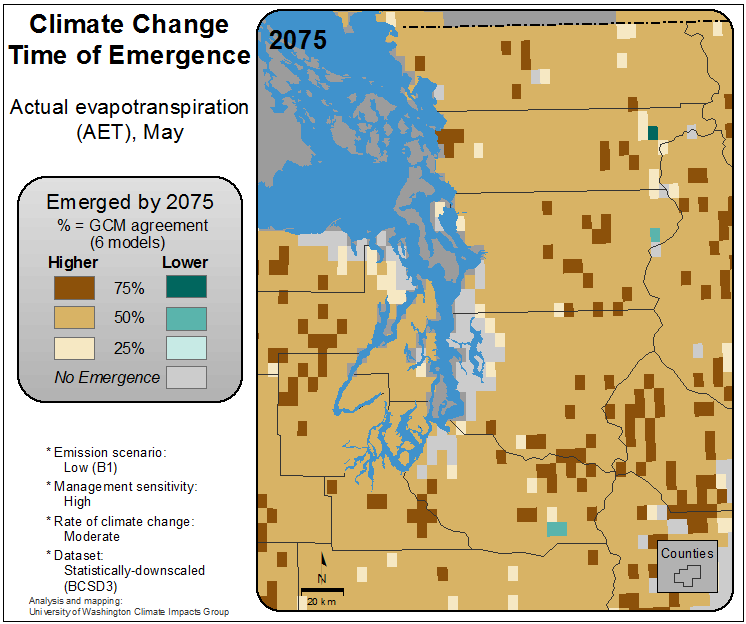 Climate Change
Time of Emergence
Actual evapotranspiration
(AET), May
Emerged by 2075
% = GCM agreement
(6 models)
Higher
Lower
75%
50%
25%
No Emergence
* Emission scenario:
Low (B1)
* Management sensitivity:
High
* Rate of climate change:
Moderate
* Dataset:
Statistically-downscaled
(BCSD3)
Analysis and mapping:
University of Washington Climate Impacts Group
2075
N
20 km
Counties